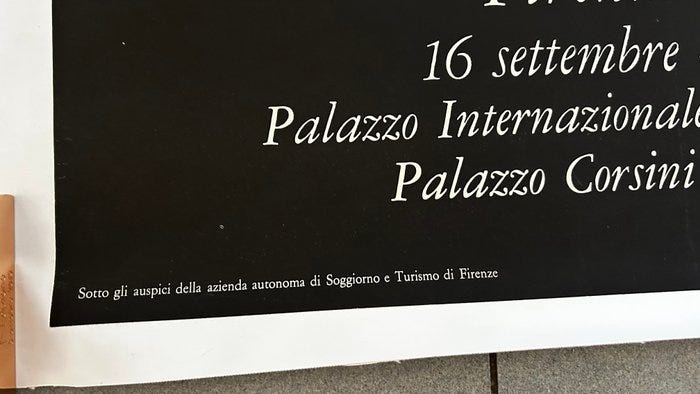 16 settembre
Palazzo Internazionale
Palazzo Corsini
Sotto gli auspici della azienda autonoma di Soggiorno e Turismo di Firenze